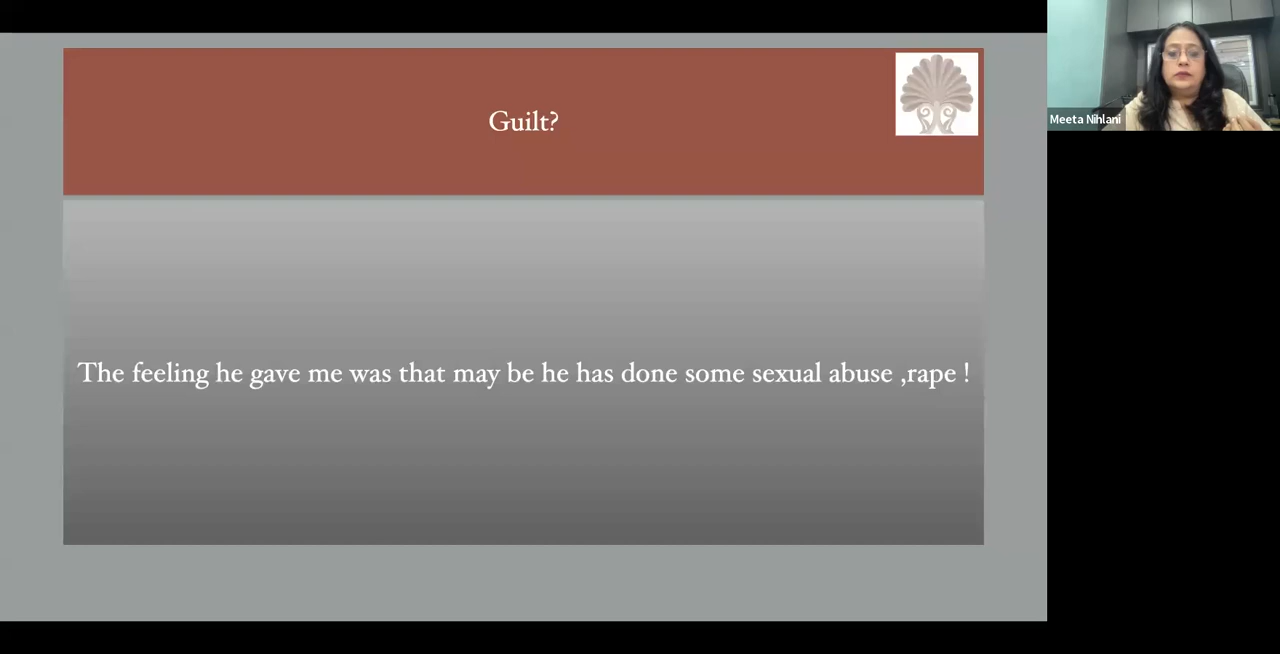 Guilt?
Meeta Nihlani
The feeling he gave me was that may be he has done some sexual abuse ,rape !